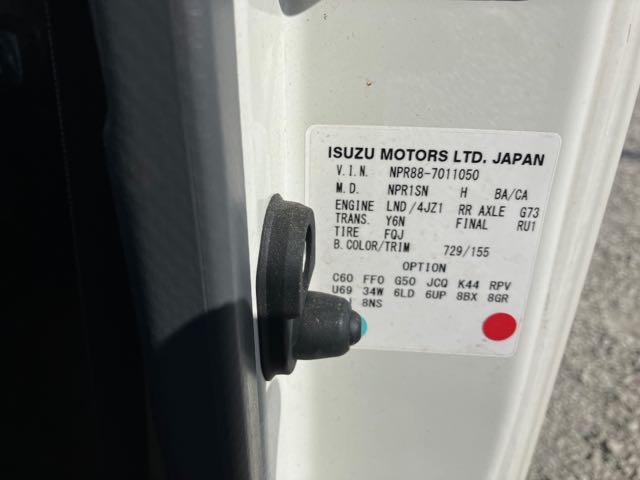 ISUZU MOTORS LTD. JAPAN
V.I.N. NPR88-7011050
M.D. NPR1SN H BA/CA
ENGINE LND/4JZ1 RR AXLE G73
TRANS. Y6N FINAL RU1
TIRE FQJ
B.COLOR/TRIM 729/155
OPTION
C60 FF0 G50 JCQ K44 RPV
U69 34W 6LD 6UP 8BX 8GR
8NS